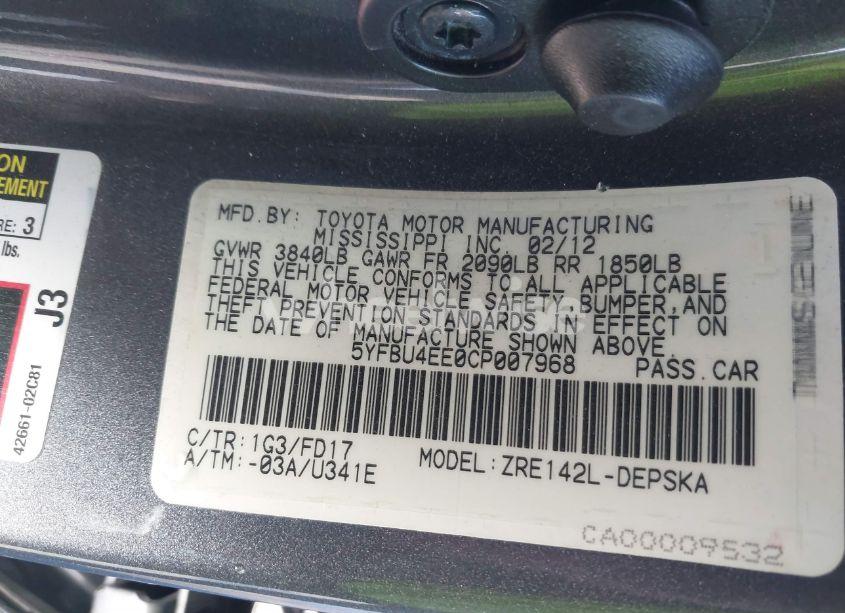 ON
EMENT
RE: 3
lbs.
J3
42661-02C81
MFD.BY: TOYOTA MOTOR MANUFACTURING
MISSISSIPPI INC. 02/12
GVWR 3840LB GAWR FR 2090LB RR 1850LB
THIS VEHICLE CONFORMS TO ALL APPLICABLE
FEDERAL MOTOR VEHICLE SAFETY,BUMPER,AND
THEFT PREVENTION STANDARDS IN EFFECT ON
THE DATE OF MANUFACTURE SHOWN ABOVE.
5YFBU4EE0CP007968 PASS.CAR
C/TR:1G3/FD17
A/TM:-03A/U341E MODEL:ZRE142L-DEPSKA
CA00009532